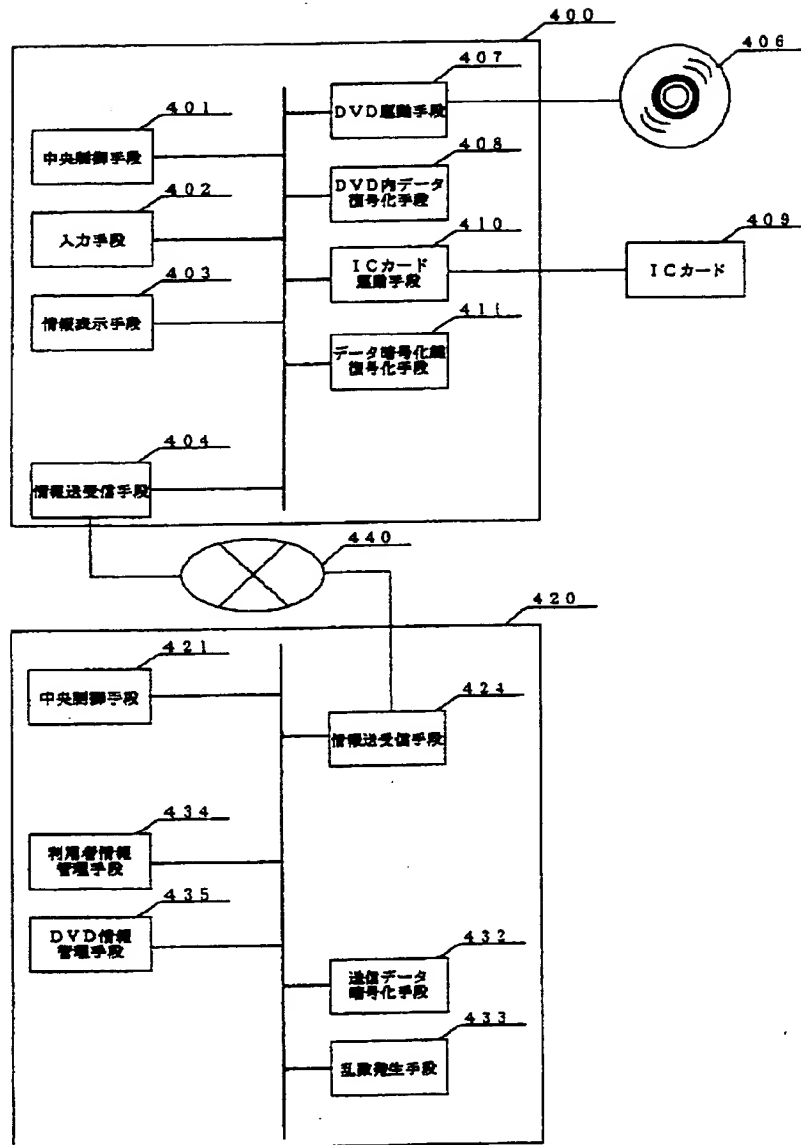 400
407
406
DVD駆動手段
401
中央制御手段
408
DVD内データ
復号化手段
402
入力手段
410
ICカード
駆動手段
409
ICカード
403
情報表示手段
411
データ暗号化鍵
復号化手段
404
情報送受信手段
440
420
421
中央制御手段
424
情報送受信手段
434
利用者情報
管理手段
435
DVD情報
管理手段
432
送信データ
暗号化手段
433
乱数発生手段